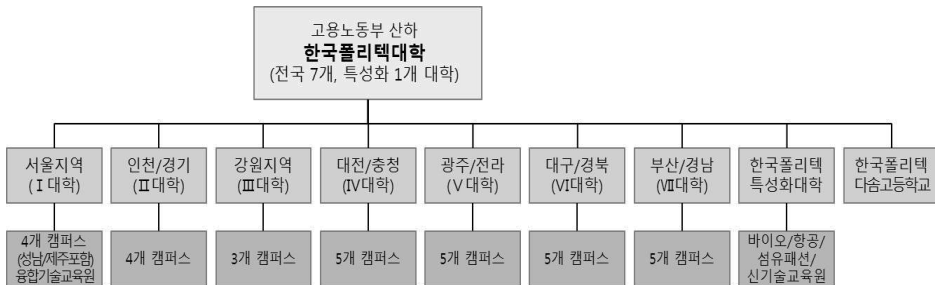 고용노동부 산하
한국폴리텍대학
(전국 7개, 특성화 1개 대학)
서울지역
(Ⅰ대학)
인천/경기
(Ⅱ대학)
강원지역
(Ⅲ대학)
대전/충청
(Ⅳ대학)
광주/전라
(Ⅴ대학)
대구/경북
(Ⅵ대학)
부산/경남
(Ⅶ대학)
한국폴리텍
특성화대학
한국폴리텍
다솜고등학교
4개 캠퍼스
(성남/제주포함)
융합기술교육원
4개 캠퍼스
3개 캠퍼스
5개 캠퍼스
5개 캠퍼스
5개 캠퍼스
5개 캠퍼스
바이오/항공/
섬유패션/
신기술교육원